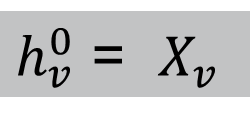 $h_v^0 = X_v$